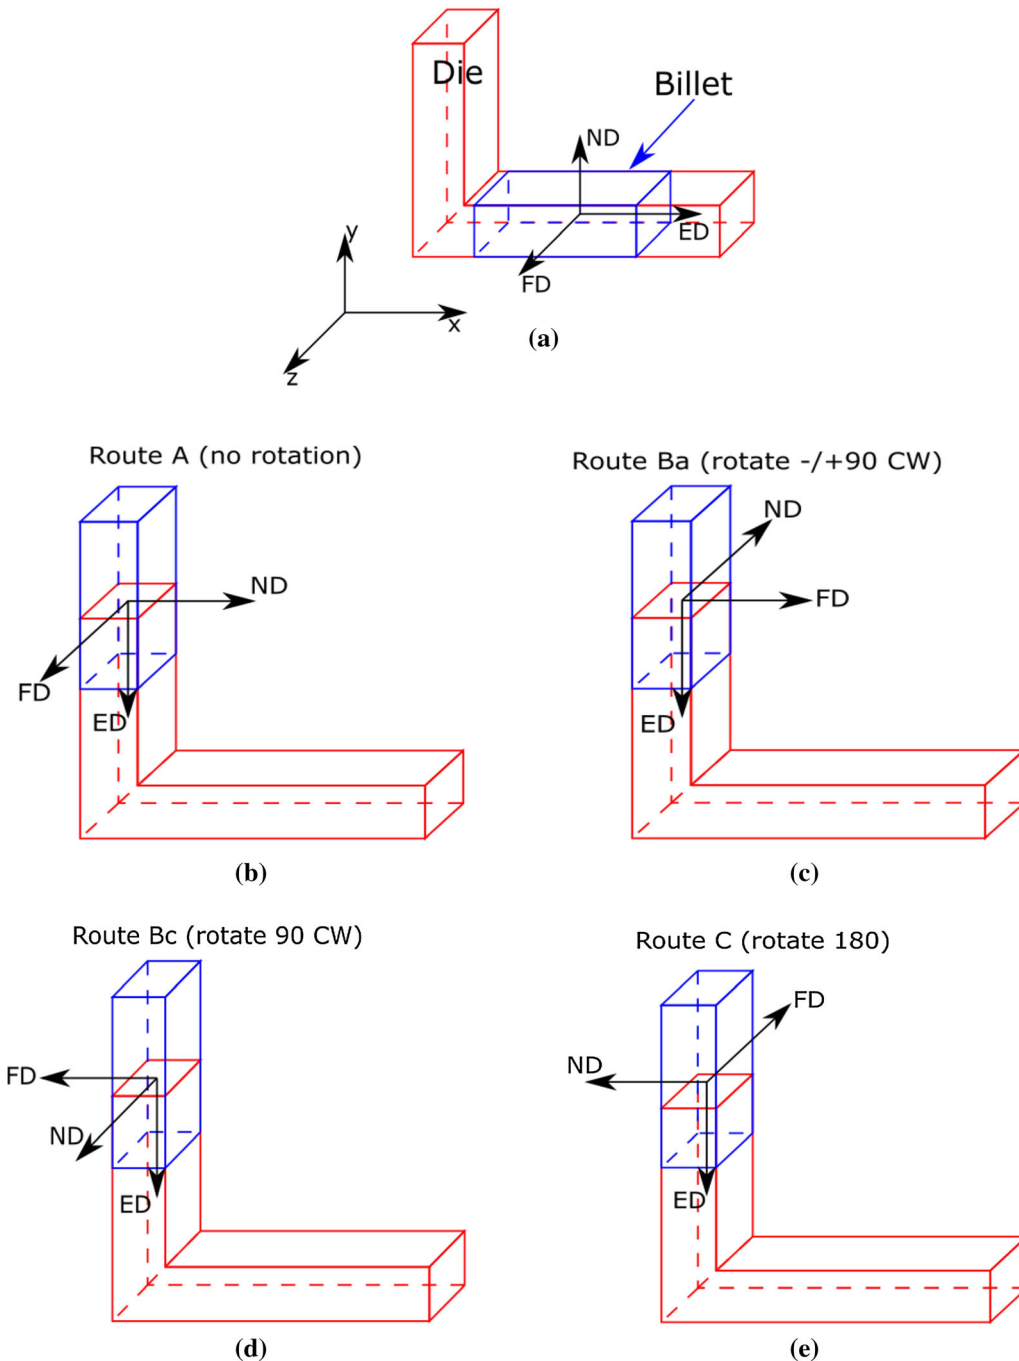 Die
Billet
ND
ED
FD
y
x
z
(a)
Route A (no rotation)
ND
FD
ED
(b)
Route Ba (rotate -/+90 CW)
ND
FD
ED
(c)
Route Bc (rotate 90 CW)
FD
ND
ED
(d)
Route C (rotate 180)
FD
ND
ED
(e)